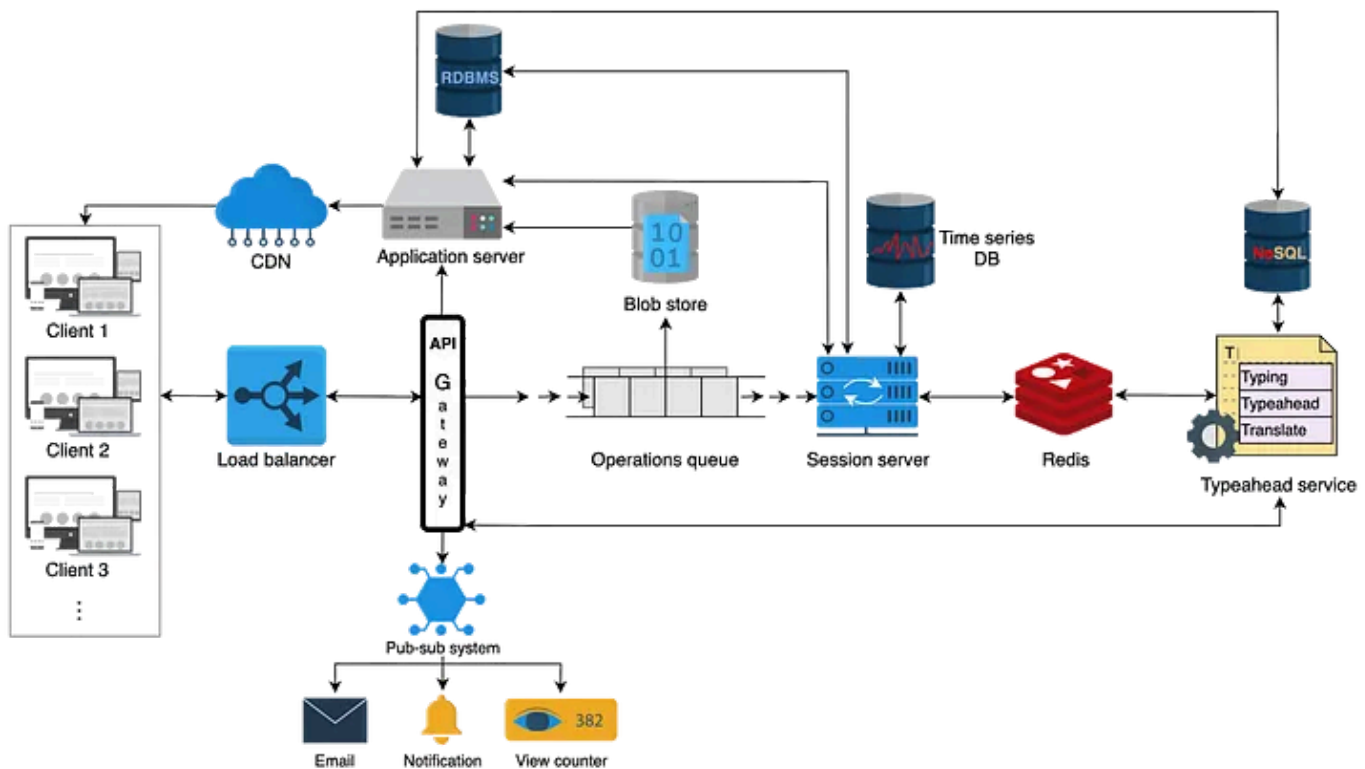 RDBMS
CDN
Application server
10
01
Blob store
Time series
DB
NoSQL
Client 1
Client 2
Client 3
Load balancer
API
Gateway
Operations queue
Session server
Redis
T
Typing
Typeahead
Translate
Typeahead service
Pub-sub system
382
Email
Notification
View counter